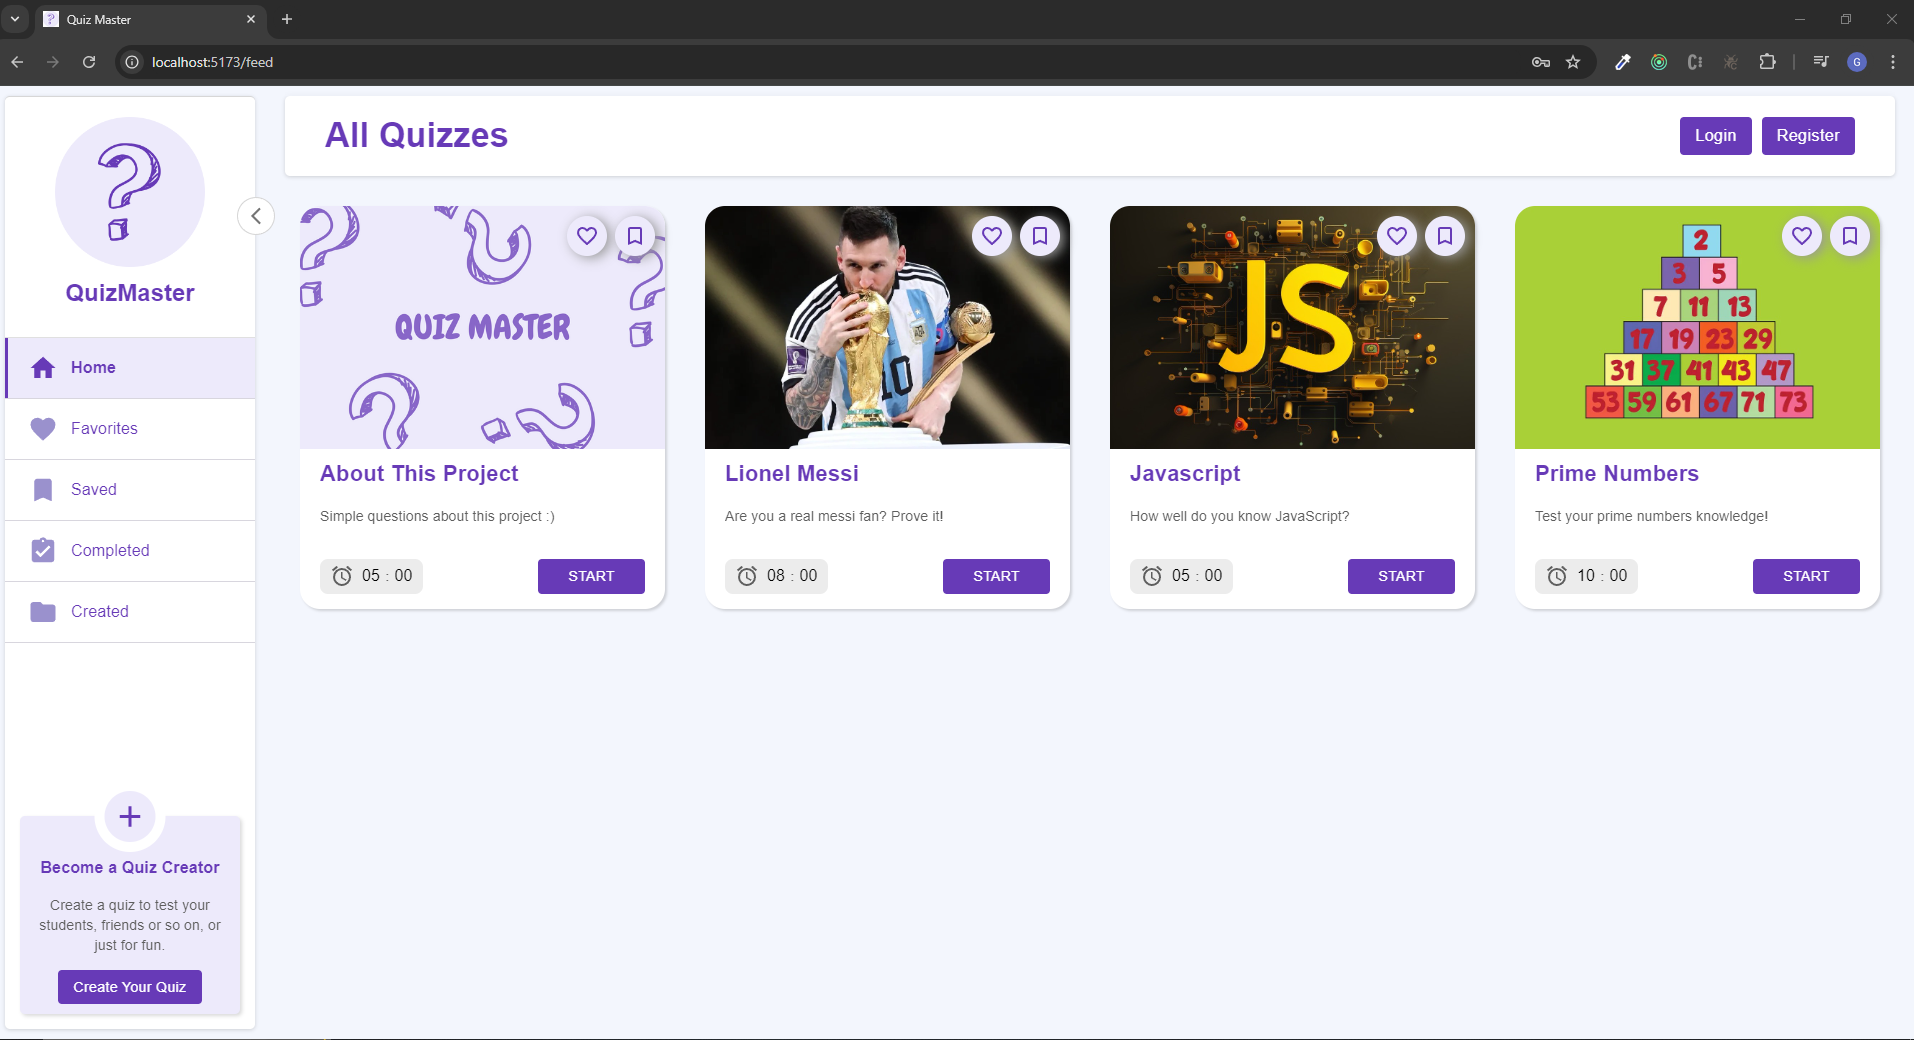 Quiz Master
localhost:5173/feed
G
QuizMaster
Home
Favorites
Saved
Completed
Created
Become a Quiz Creator
Create a quiz to test your
students, friends or so on, or
just for fun.
Create Your Quiz
All Quizzes
Login
Register
QUIZ MASTER
About This Project
Simple questions about this project :)
05 : 00
START
10
Lionel Messi
Are you a real messi fan? Prove it!
08 : 00
START
JS
Javascript
How well do you know JavaScript?
05 : 00
START
2
3 5
7 11 13
17 19 23 29
31 37 41 43 47
53 59 61 67 71 73
Prime Numbers
Test your prime numbers knowledge!
10 : 00
START